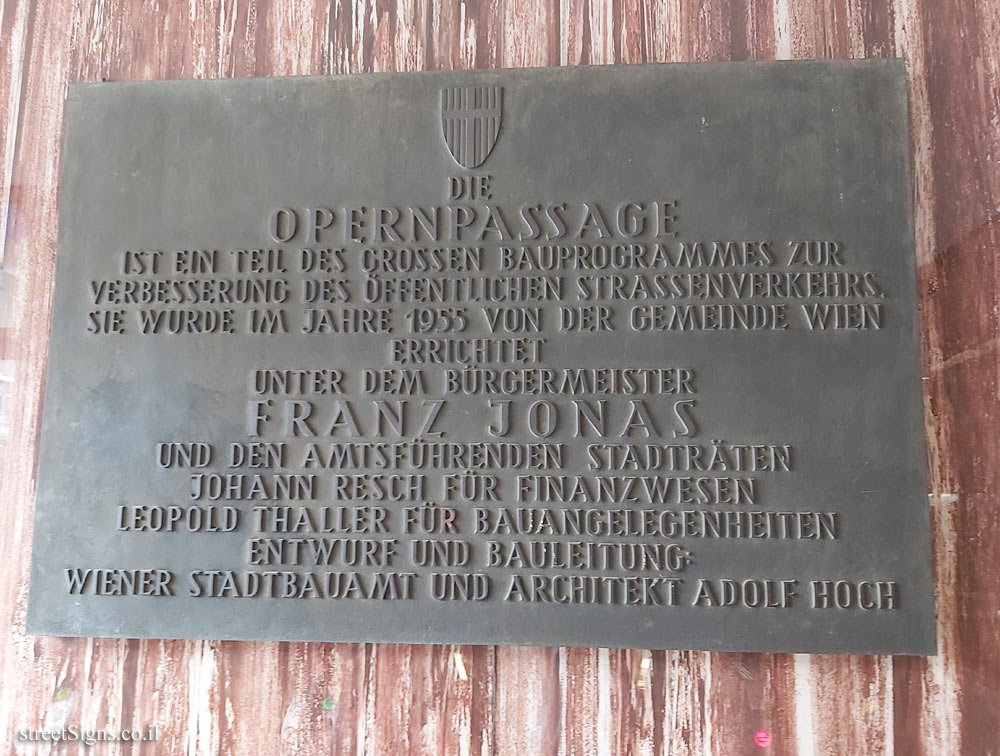 DIE
OPERNPASSAGE
IST EIN TEIL DES GROSSEN BAUPROGRAMMES ZUR
VERBESSERUNG DES ÖFFENTLICHEN STRASSENVERKEHRS.
SIE WURDE IM JAHRE 1955 VON DER GEMEINDE WIEN
ERRICHTET
UNTER DEM BÜRGERMEISTER
FRANZ JONAS
UND DEN AMTSFÜHRENDEN STADTRÄTEN
JOHANN RESCH FÜR FINANZWESEN
LEOPOLD THALLER FÜR BAUANGELEGENHEITEN
ENTWURF UND BAULEITUNG:
WIENER STADTBAUAMT UND ARCHITEKT ADOLF HOCH
streetSigns.co.il